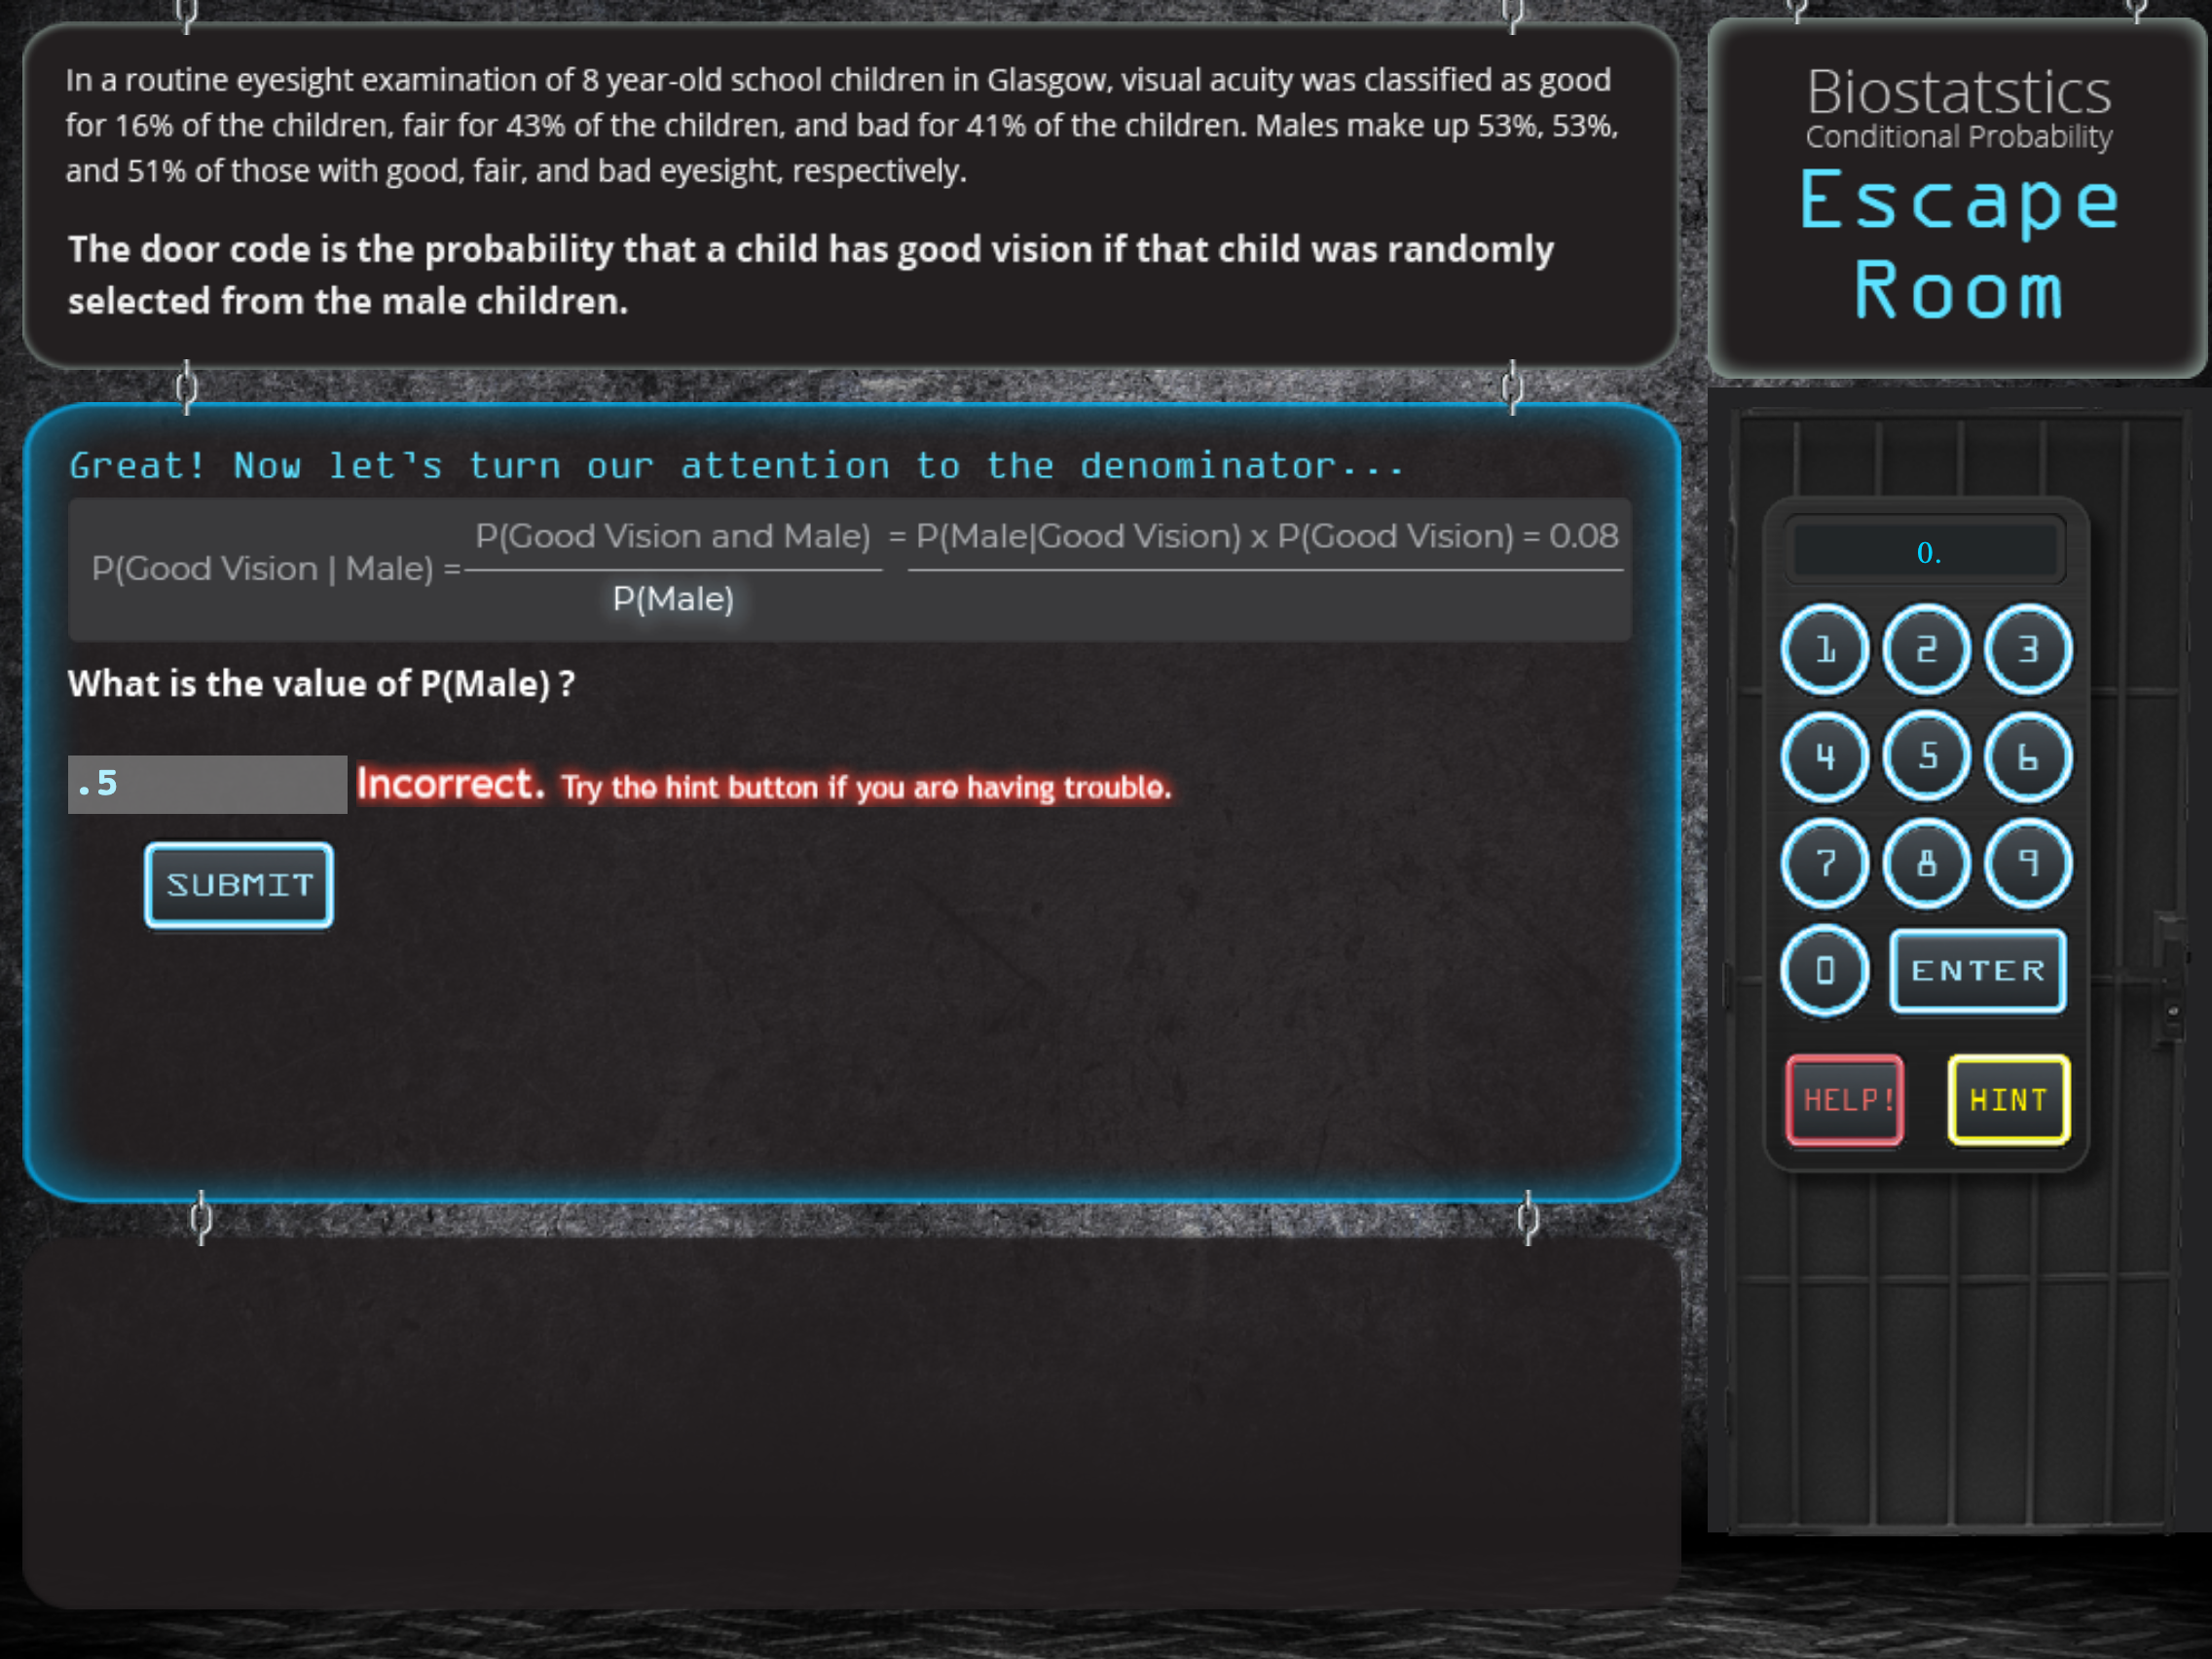 In a routine eyesight examination of 8 year-old school children in Glasgow, visual acuity was classified as good
for 16% of the children, fair for 43% of the children, and bad for 41% of the children. Males make up 53%, 53%,
and 51% of those with good, fair, and bad eyesight, respectively.
The door code is the probability that a child has good vision if that child was randomly
selected from the male children.
Biostatstics
Conditional Probability
Escape
Room
Great! Now let's turn our attention to the denominator...
P(Good Vision | Male) =
P(Good Vision and Male) = P(Male|Good Vision) x P(Good Vision) = 0.08
P(Male)
What is the value of P(Male) ?
.5
Incorrect. Try the hint button if you are having trouble.
SUBMIT
0.
1 2 3
4 5 6
7 8 9
0 ENTER
HELP! HINT